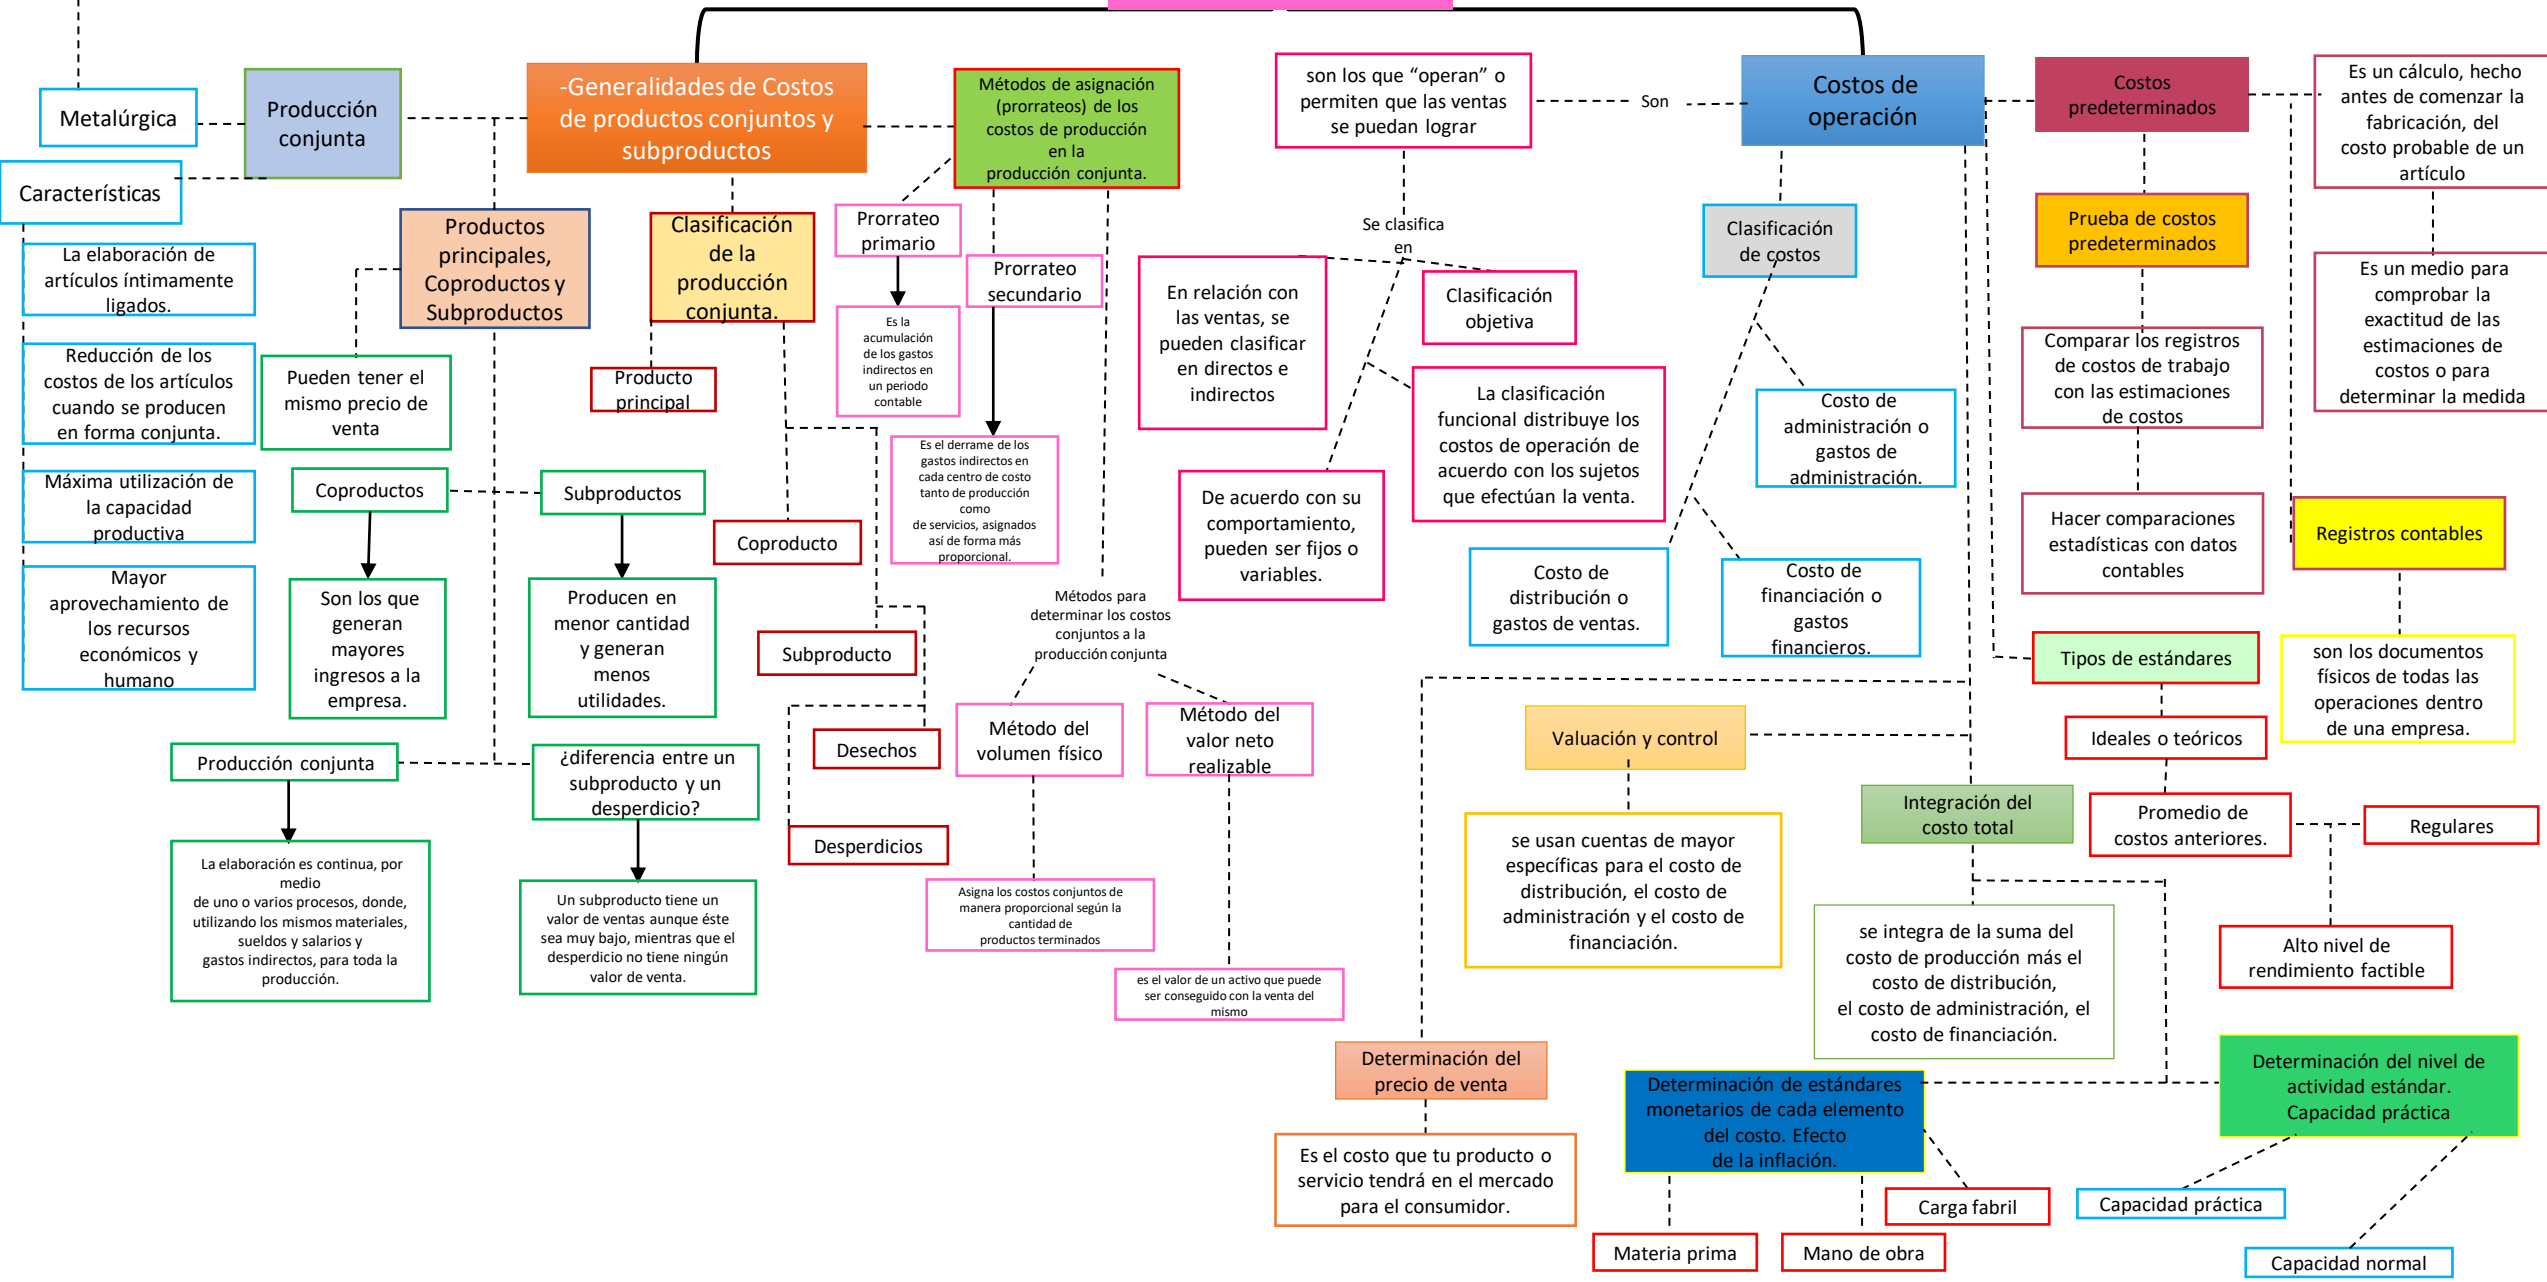 Metalúrgica
Producción
conjunta
Características
La elaboración de
artículos íntimamente
ligados.
Reducción de los
costos de los artículos
cuando se producen
en forma conjunta.
Máxima utilización de
la capacidad
productiva
Mayor
aprovechamiento de
los recursos
económicos y
humano
-Generalidades de Costos
de productos conjuntos y
subproductos
Productos
principales,
Coproductos y
Subproductos
Pueden tener el
mismo precio de
venta
Coproductos
Subproductos
Son los que
generan
mayores
ingresos a la
empresa.
Producen en
menor cantidad
y generan
menos
utilidades.
Producción conjunta
¿diferencia entre un
subproducto y un
desperdicio?
La elaboración es continua, por
medio
de uno o varios procesos, donde,
utilizando los mismos materiales,
sueldos y salarios y
gastos indirectos, para toda la
producción.
Un subproducto tiene un
valor de ventas aunque éste
sea muy bajo, mientras que el
desperdicio no tiene ningún
valor de venta.
Clasificación
de la
producción
conjunta.
Producto
principal
Coproducto
Subproducto
Desechos
Desperdicios
Métodos de asignación
(prorrateos) de los
costos de producción
en la
producción conjunta.
Prorrateo
primario
Prorrateo
secundario
Es la
acumulación
de los gastos
indirectos en
un periodo
contable
Es el derrame de los
gastos indirectos en
cada centro de costo
tanto de producción
como
de servicios, asignados
así de forma más
proporcional.
Métodos para
determinar los costos
conjuntos a la
producción conjunta
Método del
volumen físico
Método del
valor neto
realizable
Asigna los costos conjuntos de
manera proporcional según la
cantidad de
productos terminados
es el valor de un activo que puede
ser conseguido con la venta del
mismo
son los que “operan” o
permiten que las ventas
se puedan lograr
Son
Costos de
operación
Se clasifica
en
En relación con
las ventas, se
pueden clasificar
en directos e
indirectos
Clasificación
objetiva
La clasificación
funcional distribuye los
costos de operación de
acuerdo con los sujetos
que efectúan la venta.
De acuerdo con su
comportamiento,
pueden ser fijos o
variables.
Clasificación
de costos
Costo de
administración o
gastos de
administración.
Costo de
distribución o
gastos de ventas.
Costo de
financiación o
gastos
financieros.
Valuación y control
se usan cuentas de mayor
específicas para el costo de
distribución, el costo de
administración y el costo de
financiación.
Integración del
costo total
se integra de la suma del
costo de producción más el
costo de distribución,
el costo de administración, el
costo de financiación.
Determinación del
precio de venta
Es el costo que tu producto o
servicio tendrá en el mercado
para el consumidor.
Determinación de estándares
monetarios de cada elemento
del costo. Efecto
de la inflación.
Materia prima
Mano de obra
Carga fabril
Determinación del nivel de
actividad estándar.
Capacidad práctica
Capacidad práctica
Capacidad normal
Costos
predeterminados
Es un cálculo, hecho
antes de comenzar la
fabricación, del
costo probable de un
artículo
Prueba de costos
predeterminados
Es un medio para
comprobar la
exactitud de las
estimaciones de
costos o para
determinar la medida
Comparar los registros
de costos de trabajo
con las estimaciones
de costos
Hacer comparaciones
estadísticas con datos
contables
Registros contables
son los documentos
físicos de todas las
operaciones dentro
de una empresa.
Tipos de estándares
Ideales o teóricos
Promedio de
costos anteriores.
Regulares
Alto nivel de
rendimiento factible